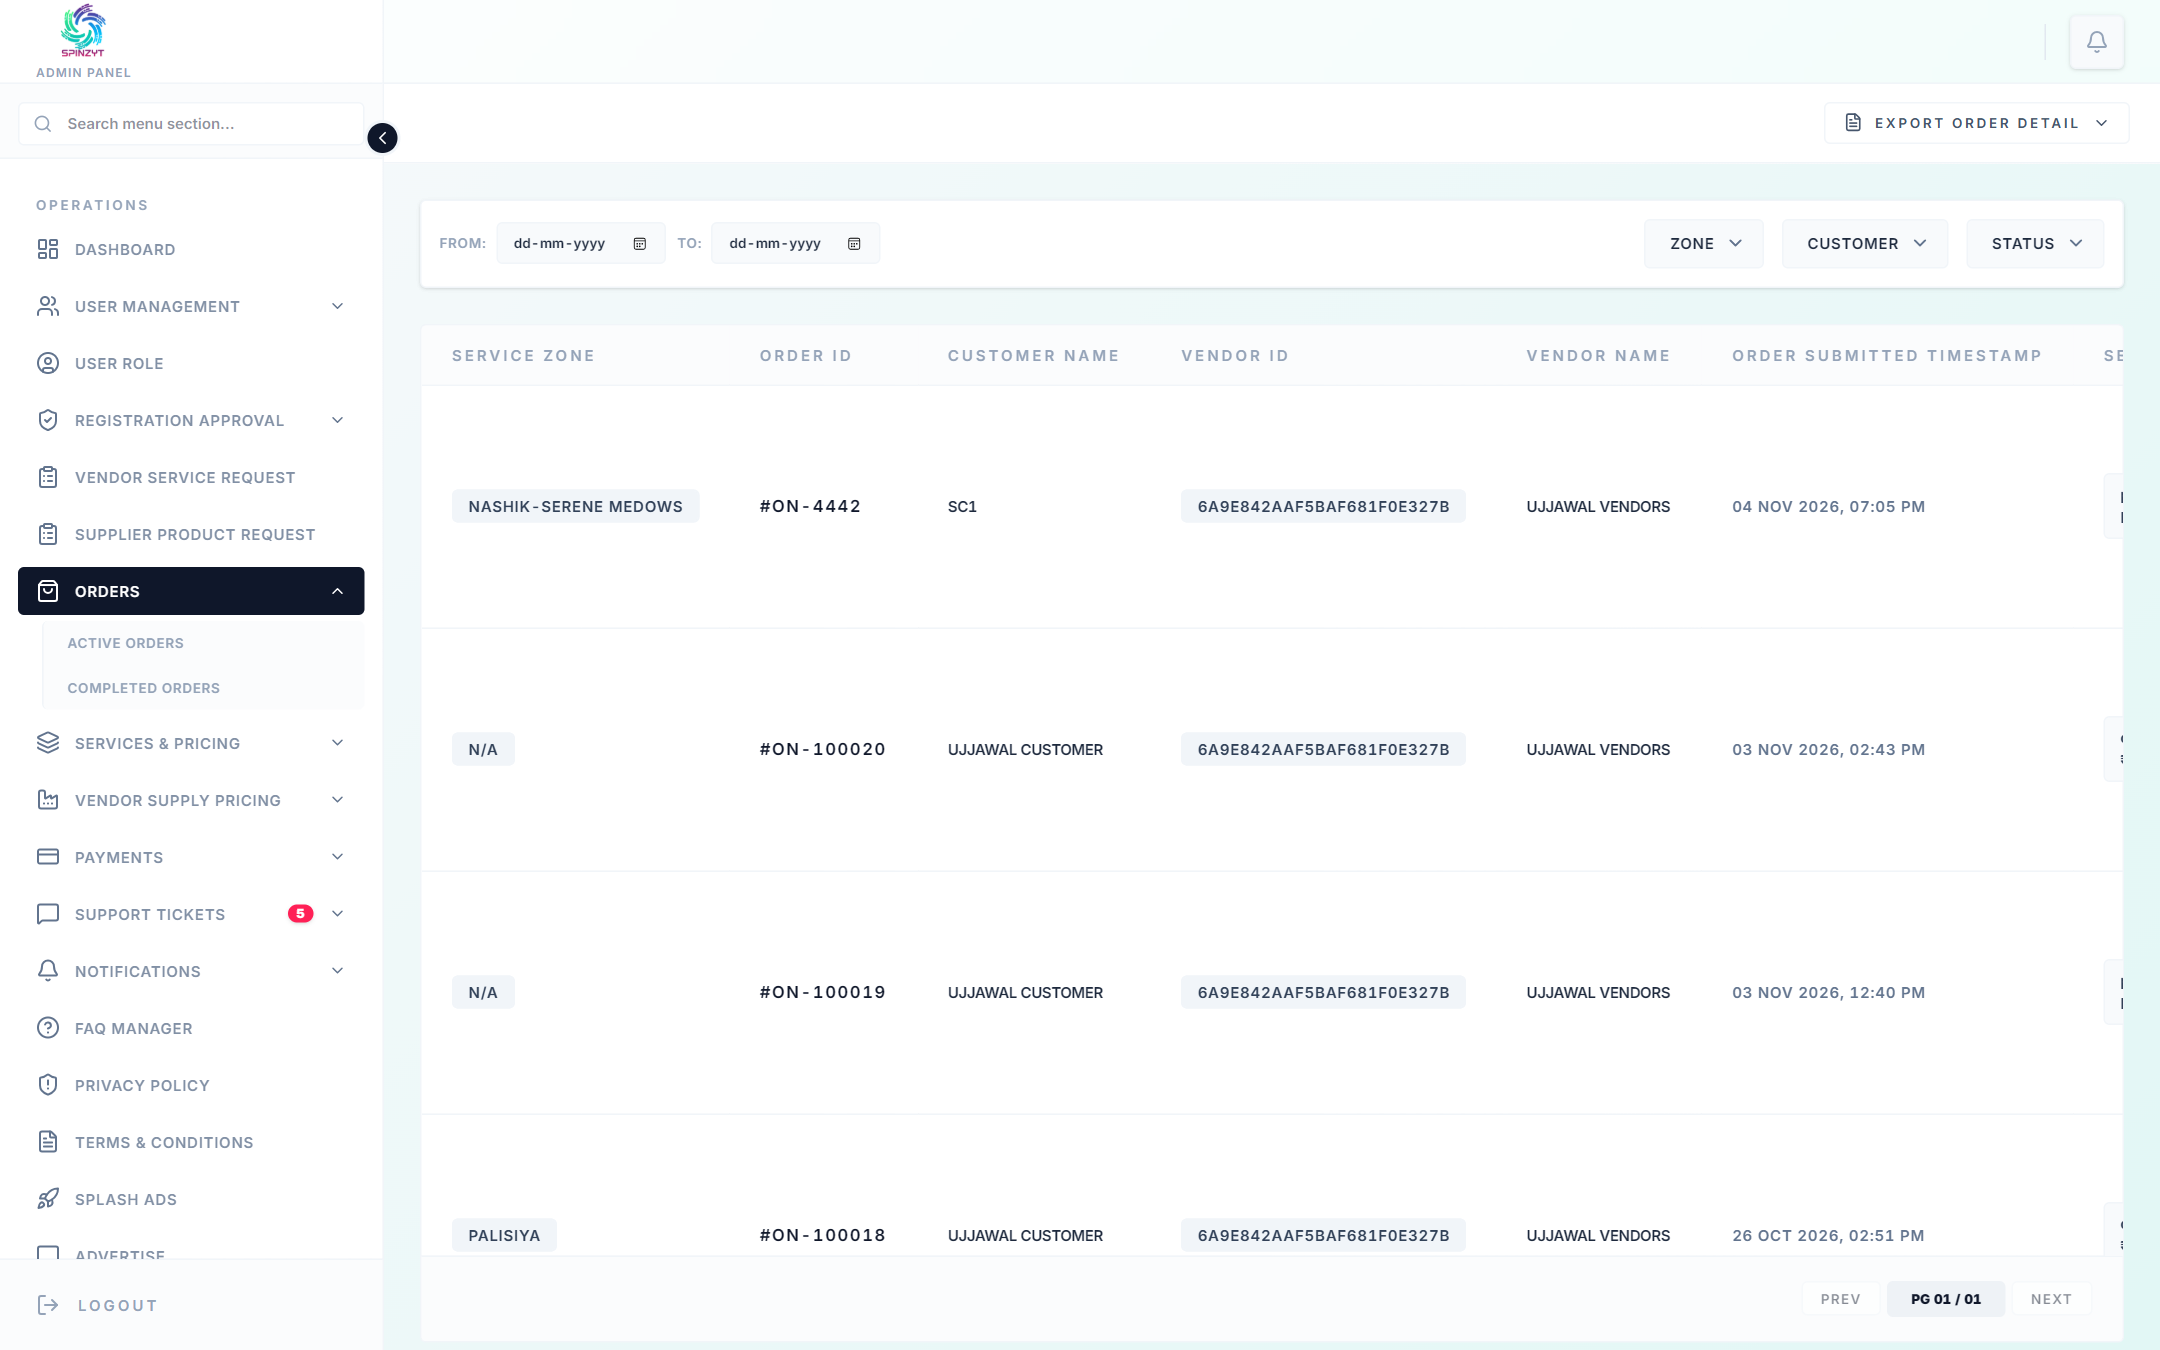 SPINZYT
ADMIN PANEL
Search menu section...
EXPORT ORDER DETAIL
OPERATIONS
DASHBOARD
USER MANAGEMENT
USER ROLE
REGISTRATION APPROVAL
VENDOR SERVICE REQUEST
SUPPLIER PRODUCT REQUEST
ORDERS
ACTIVE ORDERS
COMPLETED ORDERS
SERVICES & PRICING
VENDOR SUPPLY PRICING
PAYMENTS
SUPPORT TICKETS 5
NOTIFICATIONS
FAQ MANAGER
PRIVACY POLICY
TERMS & CONDITIONS
SPLASH ADS
ADVERTISE
LOGOUT
FROM: dd-mm-yyyy TO: dd-mm-yyyy ZONE CUSTOMER STATUS
SERVICE ZONE ORDER ID CUSTOMER NAME VENDOR ID VENDOR NAME ORDER SUBMITTED TIMESTAMP
NASHIK-SERENE MEDOWS #ON-4442 SC1 6A9E842AAF5BAF681F0E327B UJJAWAL VENDORS 04 NOV 2026, 07:05 PM
N/A #ON-100020 UJJAWAL CUSTOMER 6A9E842AAF5BAF681F0E327B UJJAWAL VENDORS 03 NOV 2026, 02:43 PM
N/A #ON-100019 UJJAWAL CUSTOMER 6A9E842AAF5BAF681F0E327B UJJAWAL VENDORS 03 NOV 2026, 12:40 PM
PALISIYA #ON-100018 UJJAWAL CUSTOMER 6A9E842AAF5BAF681F0E327B UJJAWAL VENDORS 26 OCT 2026, 02:51 PM
PREV PG 01 / 01 NEXT